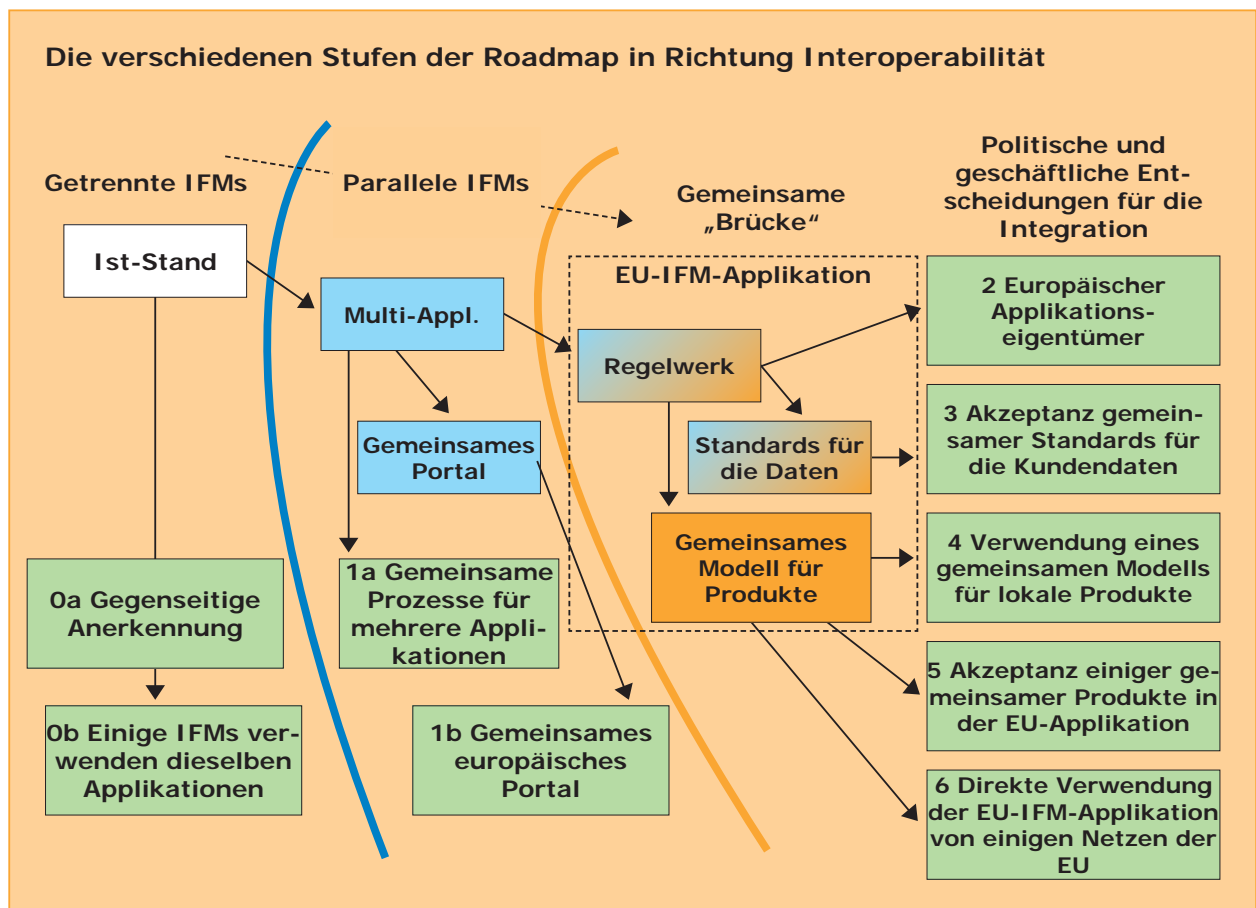 Die verschiedenen Stufen der Roadmap in Richtung Interoperabilität
Getrennte IFMs
Parallele IFMs
Gemeinsame
„Brücke“
Politische und
geschäftliche Ent-
scheidungen für die
Integration
Ist-Stand
Multi-Appl.
Gemeinsames
Portal
EU-IFM-Applikation
Regelwerk
Standards für
die Daten
Gemeinsames
Modell für
Produkte
0a Gegenseitige
Anerkennung
0b Einige IFMs ver-
wenden dieselben
Applikationen
1a Gemeinsame
Prozesse für
mehrere Appli-
kationen
1b Gemeinsames
europäisches
Portal
2 Europäischer
Applikations-
eigentümer
3 Akzeptanz gemein-
samer Standards für
die Kundendaten
4 Verwendung eines
gemeinsamen Modells
für lokale Produkte
5 Akzeptanz einiger ge-
meinsamer Produkte in
der EU-Applikation
6 Direkte Verwendung
der EU-IFM-Applikation
von einigen Netzen der
EU